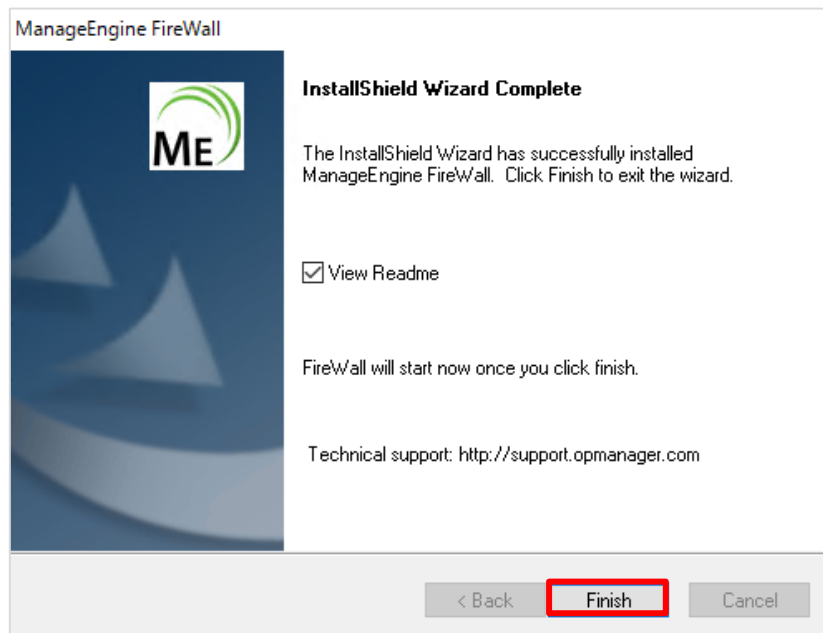 ManageEngine FireWall
ME
InstallShield Wizard Complete
The InstallShield Wizard has successfully installed
ManageEngine FireWall. Click Finish to exit the wizard.
View Readme
FireWall will start now once you click finish.
Technical support: http://support.opmanager.com
< Back
Finish
Cancel